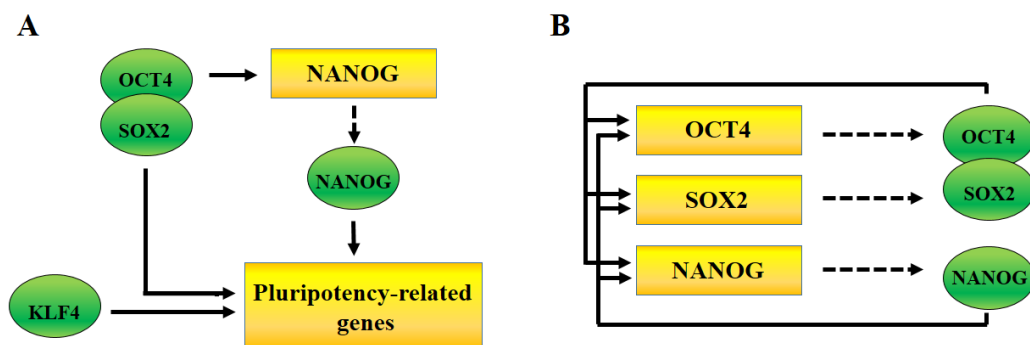 A
OCT4
SOX2
NANOG
NANOG
KLF4
Pluripotency-related
genes
B
OCT4
SOX2
NANOG
OCT4
SOX2
NANOG